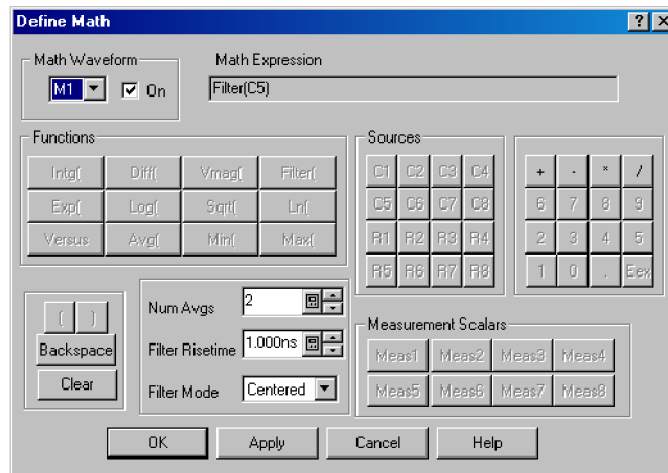 Define Math ? X
Math Waveform
Math Expression
M1 On
Filter(C5)
Functions
Intg( Diff( Vmag( Filter(
Exp( Log( Sqrt( Ln(
Versus Avg( Min( Max(
Sources
C1 C2 C3 C4
C5 C6 C7 C8
R1 R2 R3 R4
R5 R6 R7 R8
+ - * /
6 7 8 9
2 3 4 5
1 0 . Eex
( )
Backspace
Clear
Num Avgs 2
Filter Risetime 1.000ns
Filter Mode Centered
Measurement Scalars
Meas1 Meas2 Meas3 Meas4
Meas5 Meas6 Meas7 Meas8
OK Apply Cancel Help